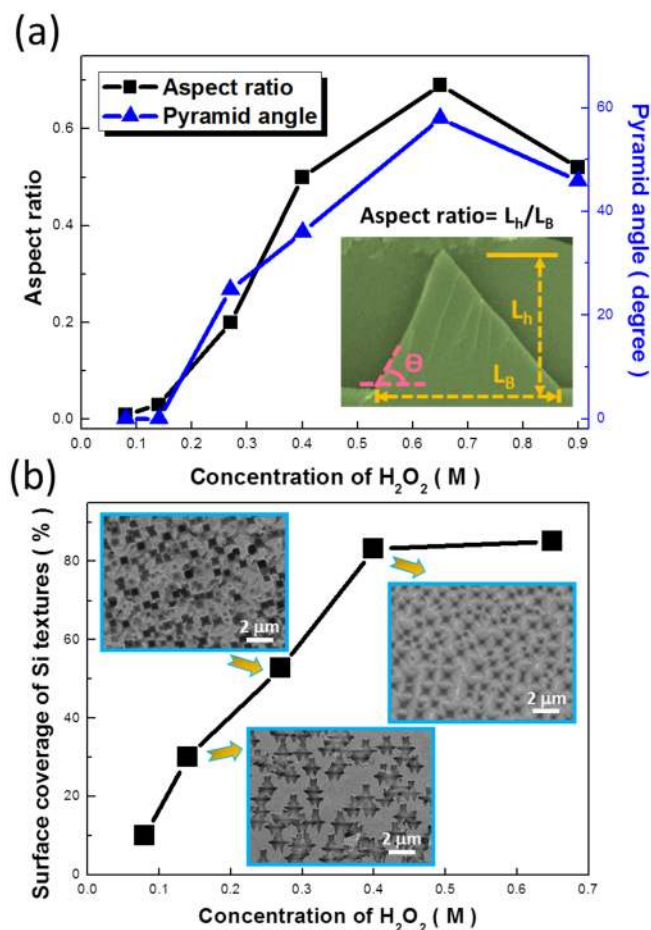 (a)
Aspect ratio
Pyramid angle
0.6
0.4
0.2
0.0
Aspect ratio
60
40
20
0
Pyramid angle ( degree )
Aspect ratio= Lₕ/L_B
Lₕ
L_B
θ
0.0 0.1 0.2 0.3 0.4 0.5 0.6 0.7 0.8 0.9
Concentration of H₂O₂ ( M )
(b)
80
60
40
20
0
Surface coverage of Si textures ( % )
2 μm
2 μm
2 μm
0.0 0.1 0.2 0.3 0.4 0.5 0.6 0.7
Concentration of H₂O₂ ( M )